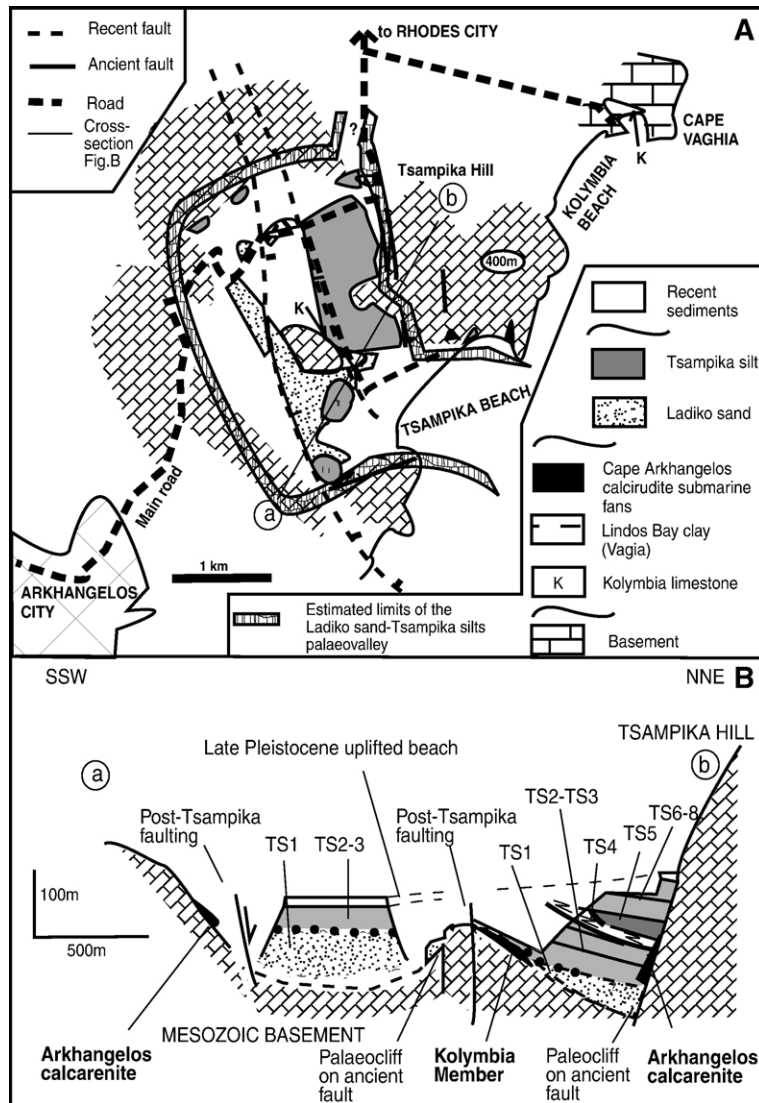 Recent fault
Ancient fault
Road
Cross-
section
Fig.B
to RHODES CITY
A
CAPE
VAGHIA
K
KOLYMBIA
BEACH
?
Tsampika Hill
b
400m
K
TSAMPIKA BEACH
a
Main road
1 km
ARKHANGELOS
CITY
Estimated limits of the
Ladiko sand-Tsampika silts
palaeovalley
Recent
sediments
Tsampika silt
Ladiko sand
Cape Arkhangelos
calcirudite submarine
fans
Lindos Bay clay
(Vagia)
K
Kolymbia limestone
Basement
SSW
NNE
B
TSAMPIKA HILL
a
b
Late Pleistocene uplifted beach
Post-Tsampika
faulting
TS1
TS2-3
Post-Tsampika
faulting
TS1
TS2-TS3
TS4
TS5
TS6-8
100m
500m
MESOZOIC BASEMENT
Arkhangelos
calcarenite
Palaeocliff
on ancient
fault
Kolymbia
Member
Paleocliff
on ancient
fault
Arkhangelos
calcarenite